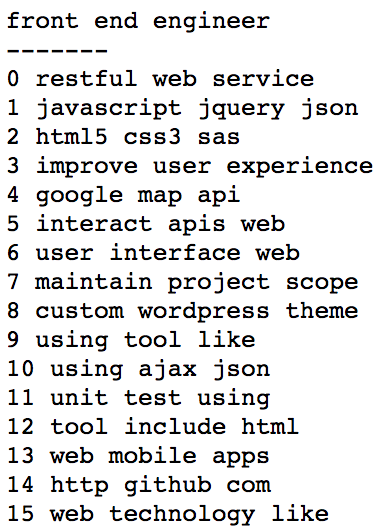 front end engineer
-------
0 restful web service
1 javascript jquery json
2 html5 css3 sas
3 improve user experience
4 google map api
5 interact apis web
6 user interface web
7 maintain project scope
8 custom wordpress theme
9 using tool like
10 using ajax json
11 unit test using
12 tool include html
13 web mobile apps
14 http github com
15 web technology like